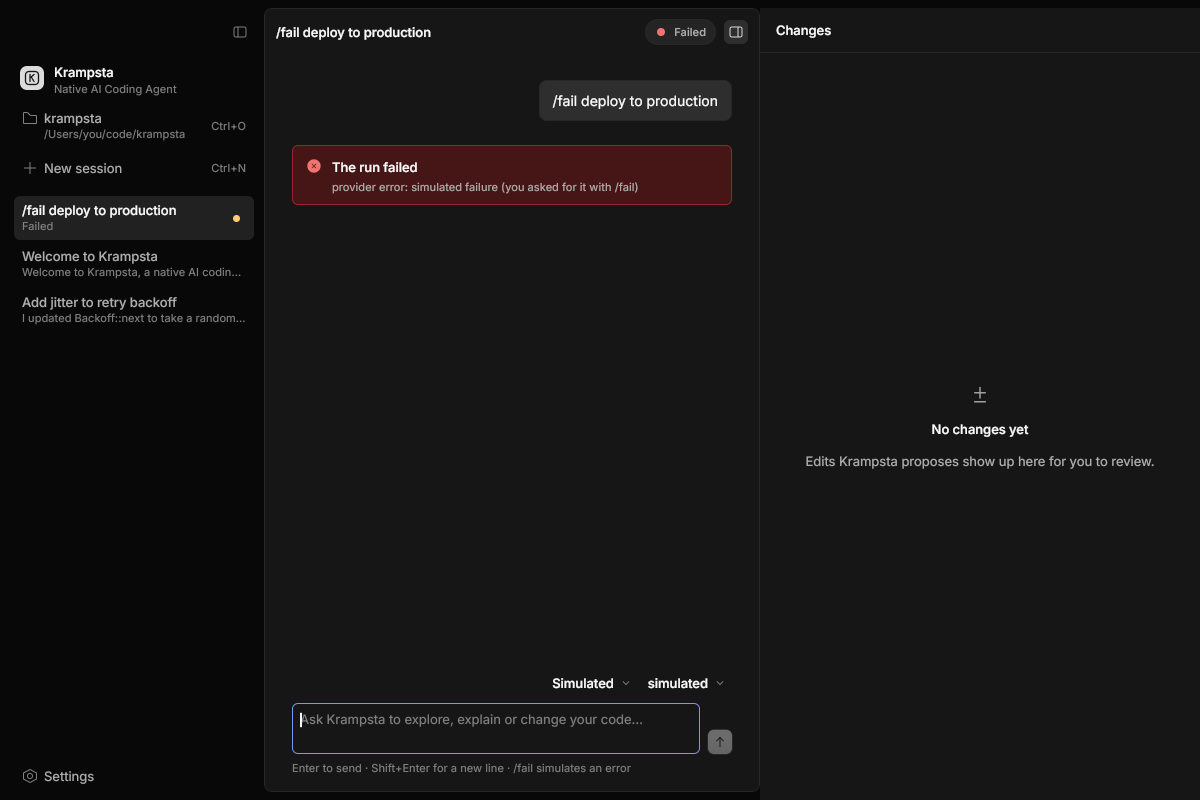 K
Krampsta
Native AI Coding Agent
krampsta
/Users/you/code/krampsta
Ctrl+O
New session
Ctrl+N
/fail deploy to production
Failed
Welcome to Krampsta
Welcome to Krampsta, a native AI codin...
Add jitter to retry backoff
I updated Backoff::next to take a random...
Settings
/fail deploy to production
Failed
/fail deploy to production
The run failed
provider error: simulated failure (you asked for it with /fail)
Simulated
simulated
Ask Krampsta to explore, explain or change your code...
Enter to send · Shift+Enter for a new line · /fail simulates an error
Changes
No changes yet
Edits Krampsta proposes show up here for you to review.